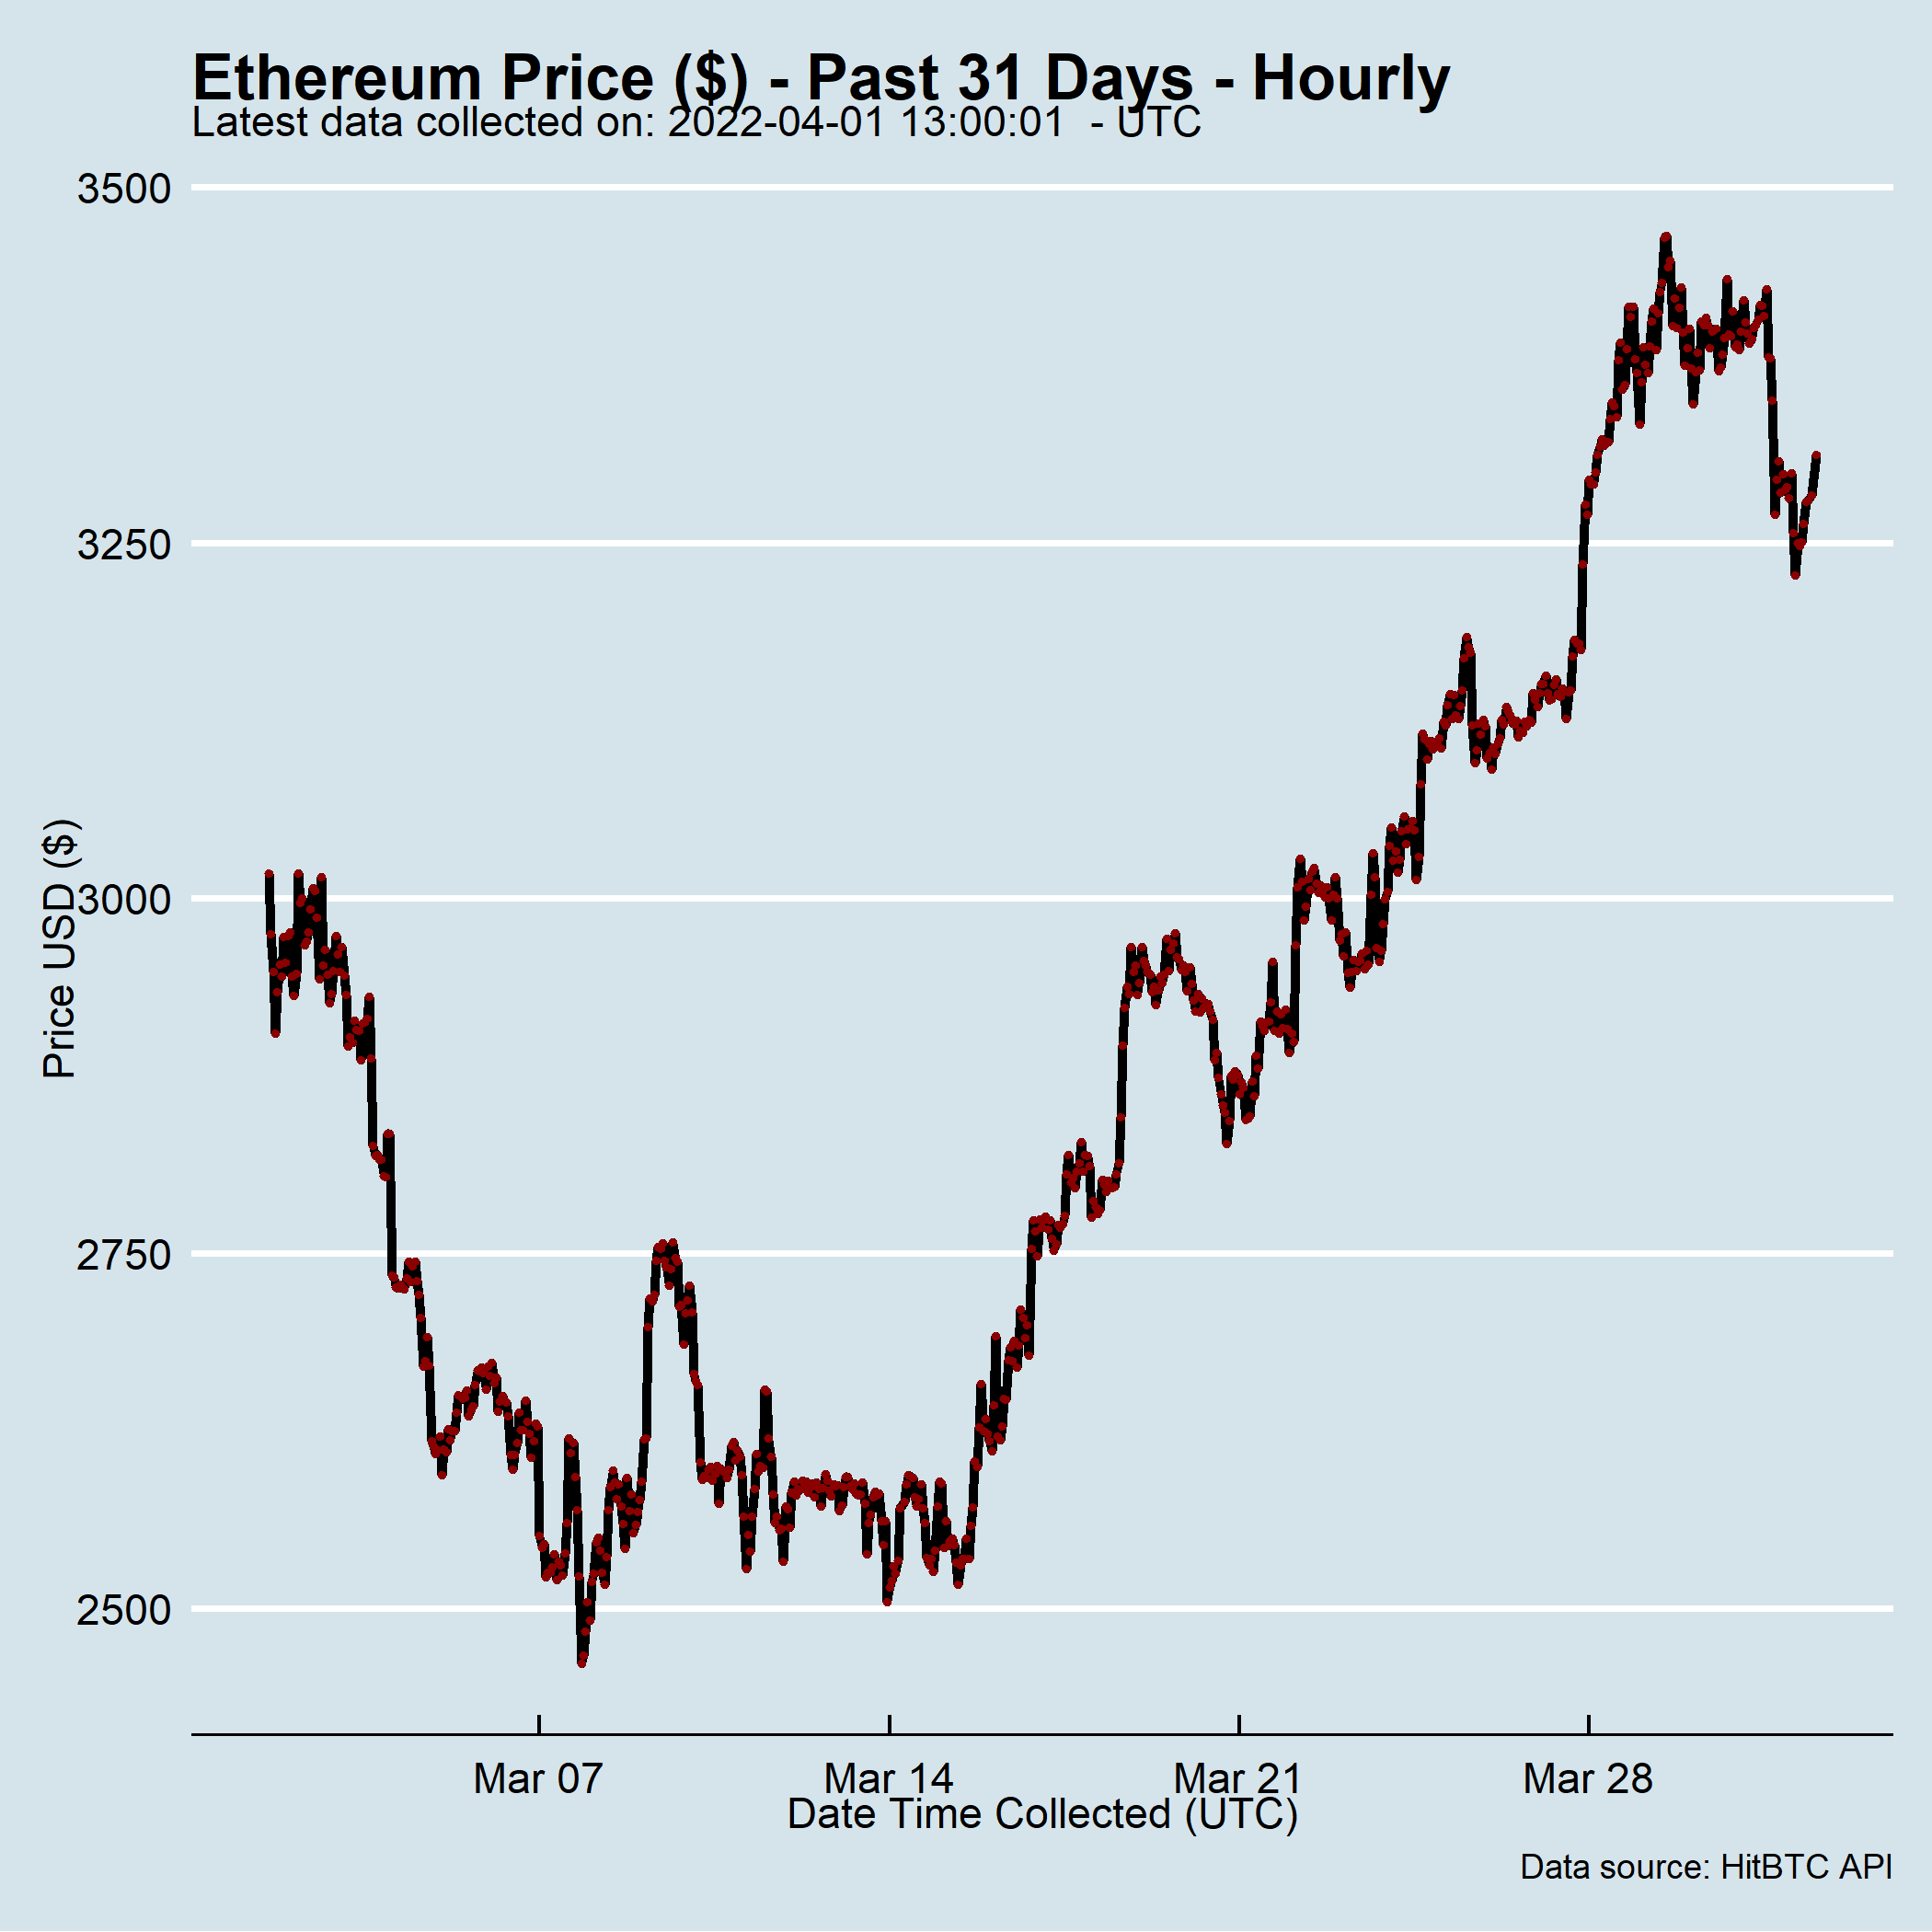 Ethereum Price ($) - Past 31 Days - Hourly
Latest data collected on: 2022-04-01 13:00:01  - UTC
Price USD ($)
3500
3250
3000
2750
2500
Mar 07
Mar 14
Mar 21
Mar 28
Date Time Collected (UTC)
Data source: HitBTC API